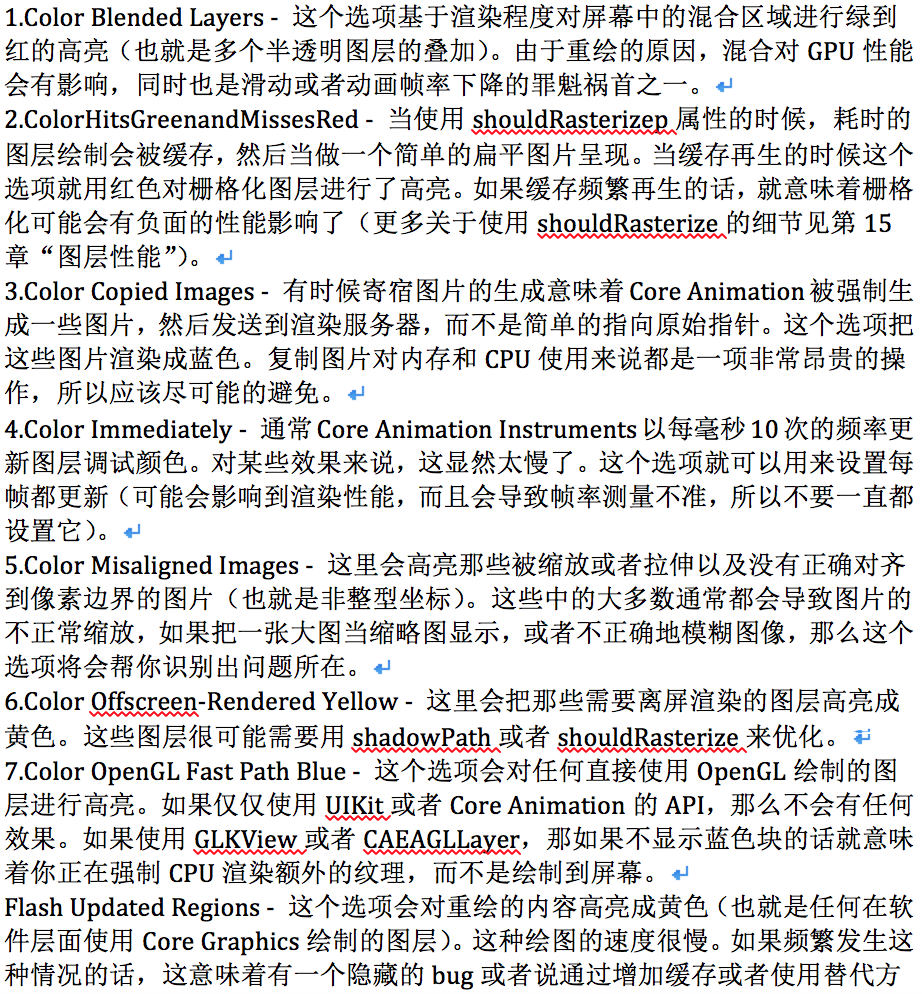 1.Color Blended Layers - 这个选项基于渲染程度对屏幕中的混合区域进行绿到
红的高亮（也就是多个半透明图层的叠加）。由于重绘的原因，混合对 GPU 性能
会有影响，同时也是滑动或者动画帧率下降的罪魁祸首之一。
2.ColorHitsGreenandMissesRed - 当使用 shouldRasterizep 属性的时候，耗时的
图层绘制会被缓存，然后当做一个简单的扁平图片呈现。当缓存再生的时候这个
选项就用红色对栅格化图层进行了高亮。如果缓存频繁再生的话，就意味着栅格
化可能会有负面的性能影响了（更多关于使用 shouldRasterize 的细节见第 15
章“图层性能”）。
3.Color Copied Images - 有时候寄宿图片的生成意味着 Core Animation 被强制生
成一些图片，然后发送到渲染服务器，而不是简单的指向原始指针。这个选项把
这些图片渲染成蓝色。复制图片对内存和 CPU 使用来说都是一项非常昂贵的操
作，所以应该尽可能的避免。
4.Color Immediately - 通常 Core Animation Instruments 以每毫秒 10 次的频率更
新图层调试颜色。对某些效果来说，这显然太慢了。这个选项就可以用来设置每
帧都更新（可能会影响到渲染性能，而且会导致帧率测量不准，所以不要一直都
设置它）。
5.Color Misaligned Images - 这里会高亮那些被缩放或者拉伸以及没有正确对齐
到像素边界的图片（也就是非整型坐标）。这些中的大多数通常都会导致图片的
不正常缩放，如果把一张大图当缩略图显示，或者不正确地模糊图像，那么这个
选项将会帮你识别出问题所在。
6.Color Offscreen-Rendered Yellow - 这里会把那些需要离屏渲染的图层高亮成
黄色。这些图层很可能需要用 shadowPath 或者 shouldRasterize 来优化。
7.Color OpenGL Fast Path Blue - 这个选项会对任何直接使用 OpenGL 绘制的图
层进行高亮。如果仅仅使用 UIKit 或者 Core Animation 的 API，那么不会有任何
效果。如果使用 GLKView 或者 CAEAGLLayer，那如果不显示蓝色块的话就意味
着你正在强制 CPU 渲染额外的纹理，而不是绘制到屏幕。
Flash Updated Regions - 这个选项会对重绘的内容高亮成黄色（也就是任何在软
件层面使用 Core Graphics 绘制的图层）。这种绘图的速度很慢。如果频繁发生这
种情况的话，这意味着有一个隐藏的 bug 或者说通过增加缓存或者使用替代方